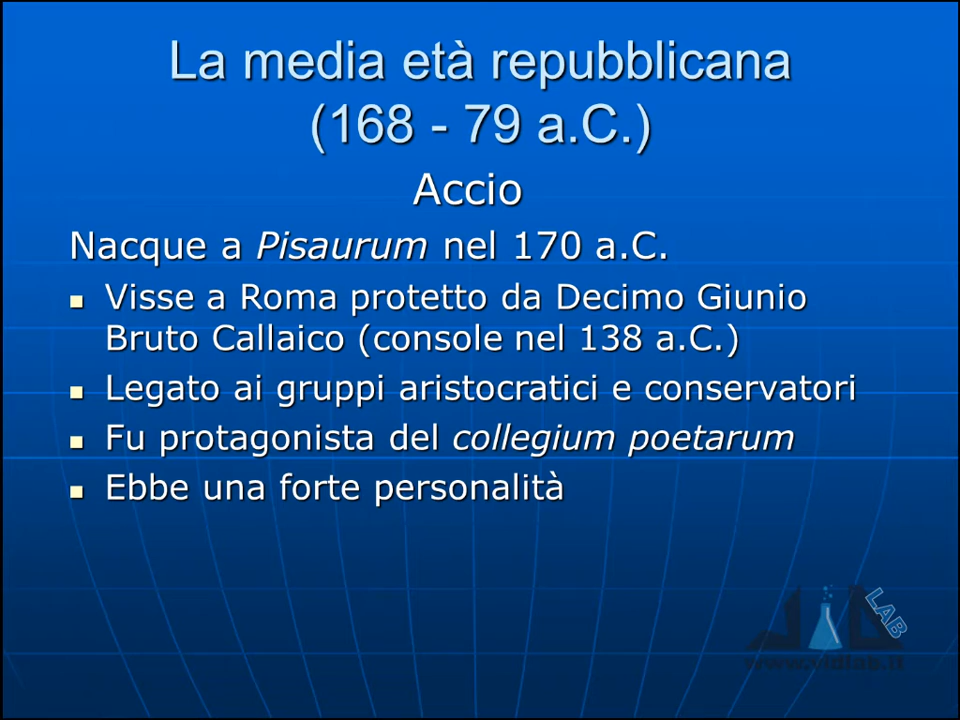 La media età repubblicana
(168 - 79 a.C.)
Accio
Nacque a Pisaurum nel 170 a.C.
Visse a Roma protetto da Decimo Giunio
Bruto Callaico (console nel 138 a.C.)
Legato ai gruppi aristocratici e conservatori
Fu protagonista del collegium poetarum
Ebbe una forte personalità
LAB